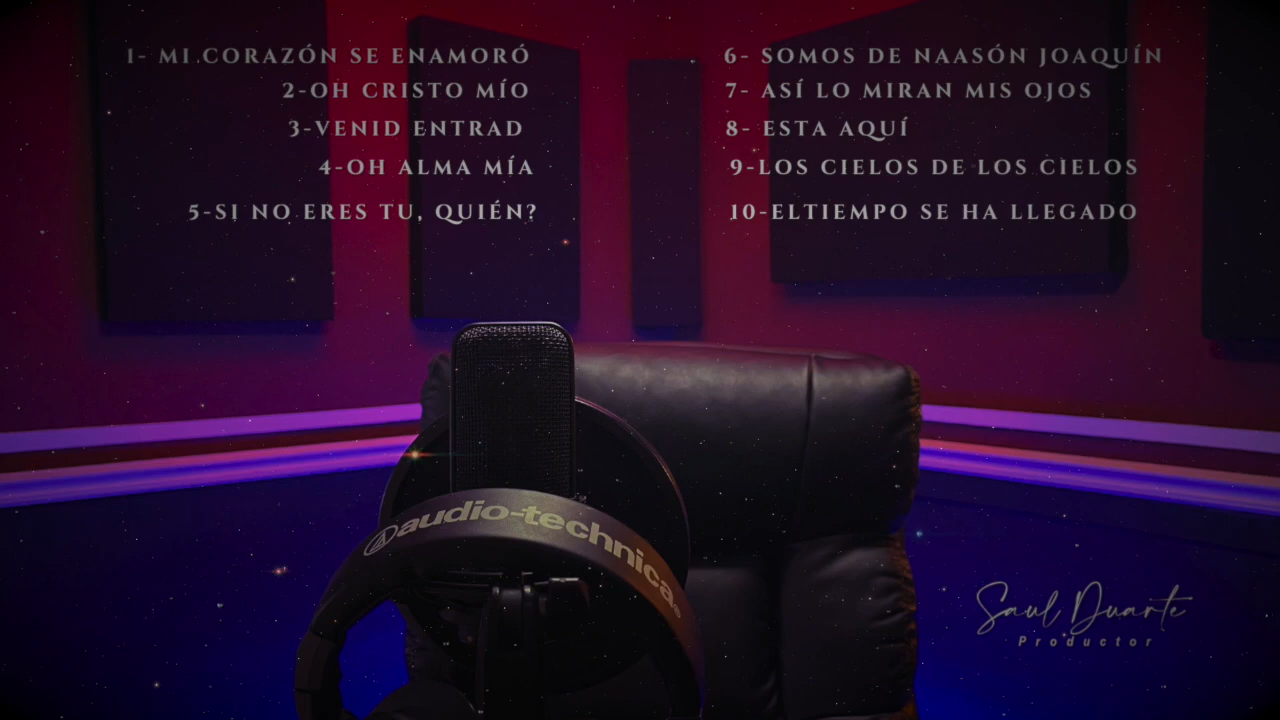 1- MI CORAZÓN SE ENAMORÓ
2-OH CRISTO MÍO
3-VENID ENTRAD
4-OH ALMA MÍA
5-SI NO ERES TU, QUIÉN?
6- SOMOS DE NAASÓN JOAQUÍN
7- ASÍ LO MIRAN MIS OJOS
8- ESTA AQUÍ
9-LOS CIELOS DE LOS CIELOS
10-ELTIEMPO SE HA LLEGADO
audio-technica®
Saul Duarte
Productor